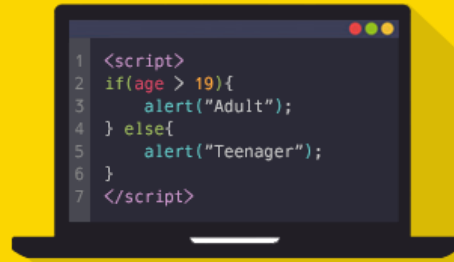 1 <script>
2 if(age > 19){
3 alert("Adult");
4 } else{
5 alert("Teenager");
6 }
7 </script>